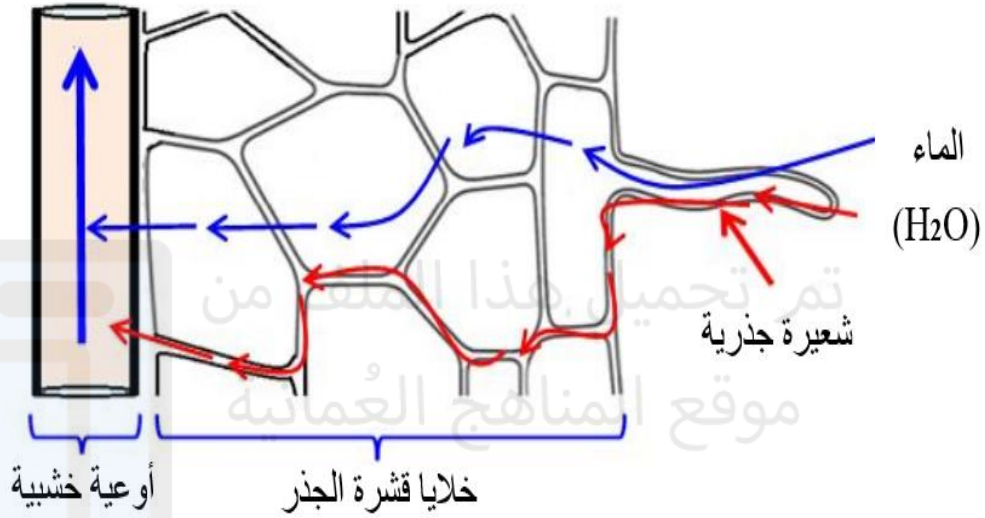 الماء
(H2O)
شعيرة جذرية
تم تحميل هذا الملف من
موقع المناهج العُمانية
خلايا قشرة الجذر
أوعية خشبية